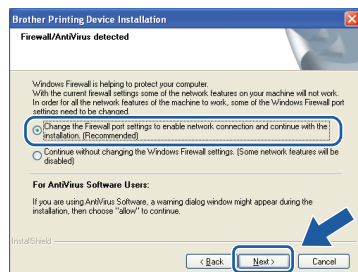 Brother Printing Device Installation
Firewall/AntiVirus detected
Windows Firewall is helping to protect your computer.
With the current firewall settings some of the network features on your machine will not work.
In order for all the network features of the machine to work, some of the Windows Firewall port
settings need to be changed.
Change the Firewall port settings to enable network connection and continue with the
installation. (Recommended)
Continue without changing the Windows Firewall settings. (Some network features will be
disabled)
For AntiVirus Software Users:
If you are using AntiVirus Software, a warning dialog window might appear during the
installation, then choose "allow" to continue.
InstallShield
< Back
Next >
Cancel